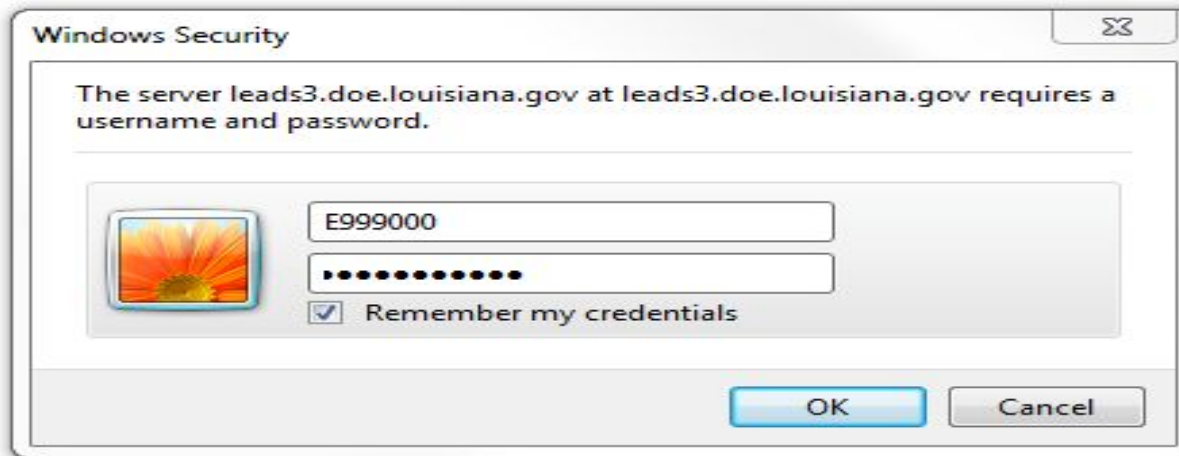 Windows Security
The server leads3.doe.louisiana.gov at leads3.doe.louisiana.gov requires a
username and password.
E999000
●●●●●●●●●●●●
Remember my credentials
OK
Cancel